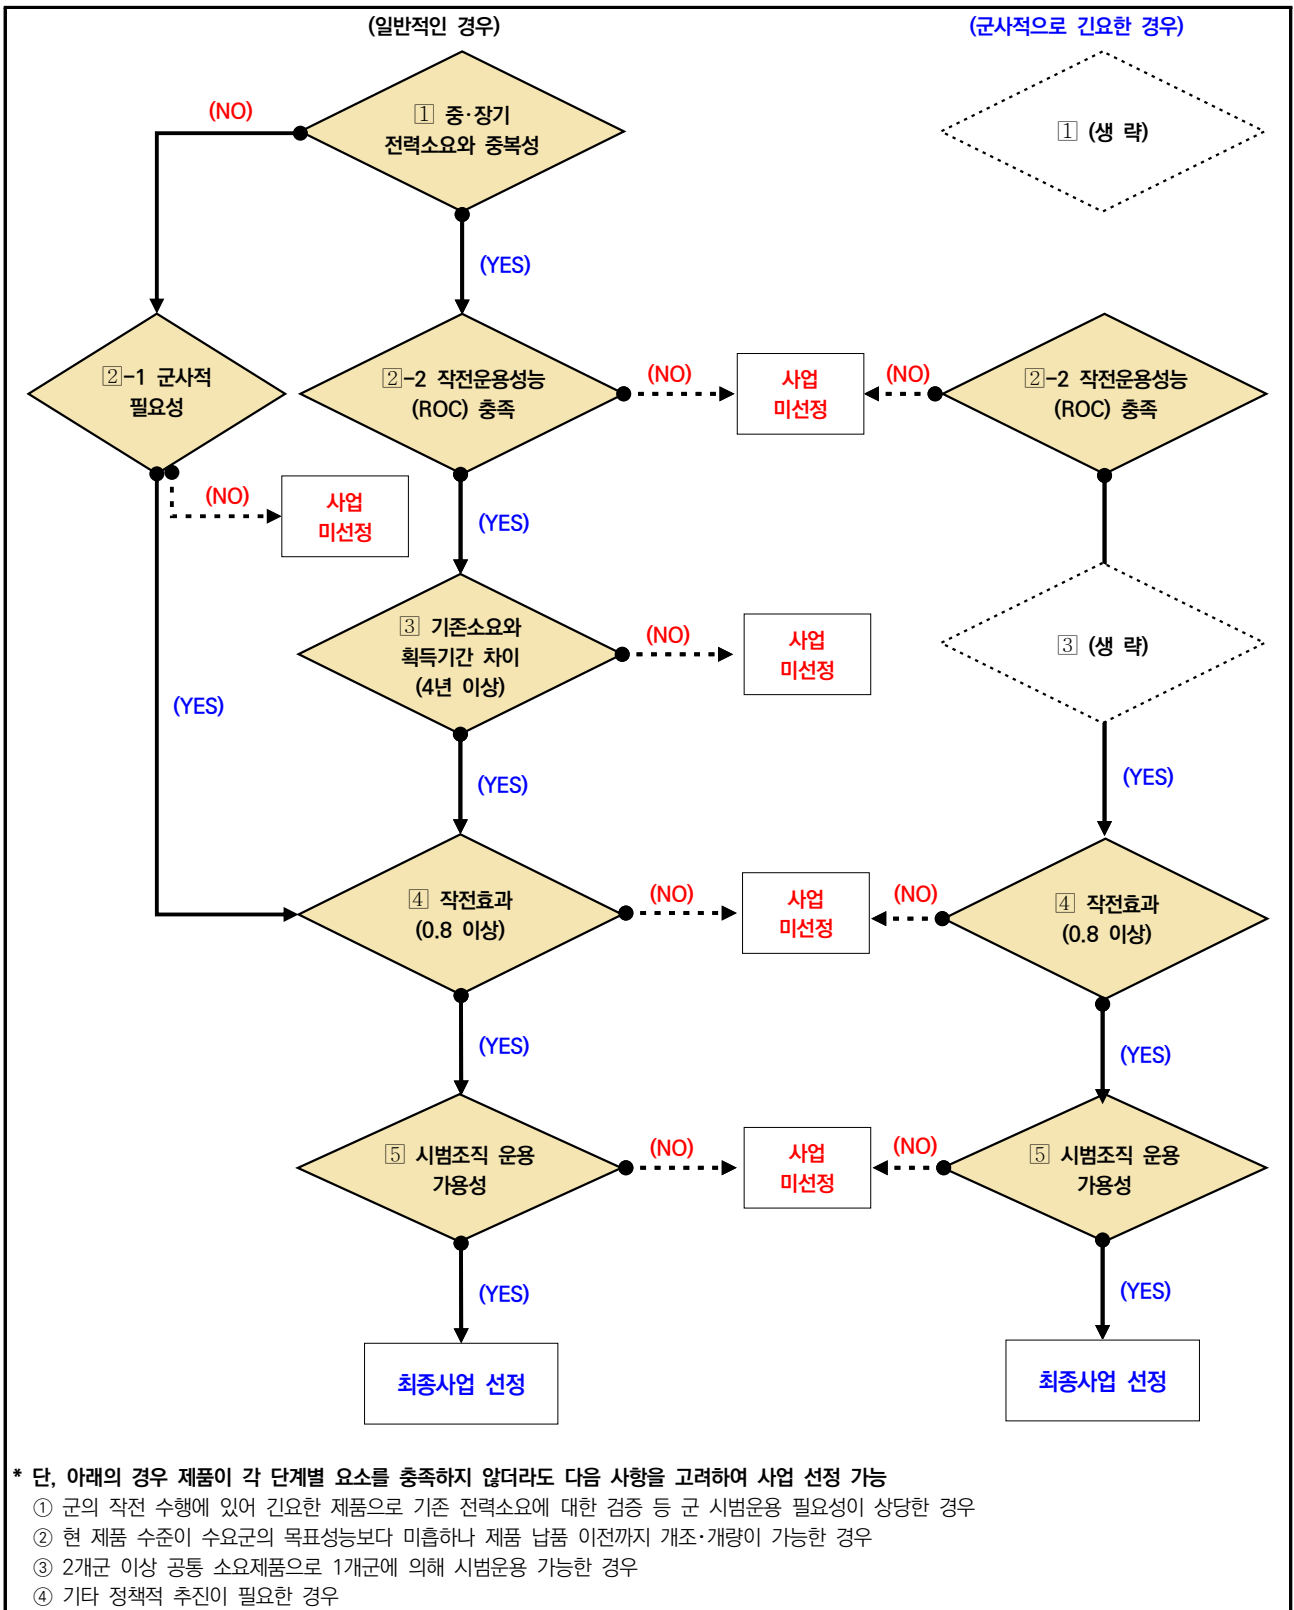 (일반적인 경우)
(군사적으로 긴요한 경우)
(NO)
1 중·장기
전력소요와 중복성
1 (생 략)
(YES)
2-1 군사적
필요성
2-2 작전운용성능
(ROC) 충족
(NO)
사업
미선정
(NO)
2-2 작전운용성능
(ROC) 충족
(NO)
사업
미선정
(YES)
3 기존소요와
획득기간 차이
(4년 이상)
(NO)
사업
미선정
3 (생 략)
(YES)
(YES)
(YES)
4 작전효과
(0.8 이상)
(NO)
사업
미선정
(NO)
4 작전효과
(0.8 이상)
(YES)
(YES)
5 시범조직 운용
가용성
(NO)
사업
미선정
(NO)
5 시범조직 운용
가용성
(YES)
(YES)
최종사업 선정
최종사업 선정
* 단, 아래의 경우 제품이 각 단계별 요소를 충족하지 않더라도 다음 사항을 고려하여 사업 선정 가능
① 군의 작전 수행에 있어 긴요한 제품으로 기존 전력소요에 대한 검증 등 군 시범운용 필요성이 상당한 경우
② 현 제품 수준이 수요군의 목표성능보다 미흡하나 제품 납품 이전까지 개조·개량이 가능한 경우
③ 2개군 이상 공통 소요제품으로 1개군에 의해 시범운용 가능한 경우
④ 기타 정책적 추진이 필요한 경우